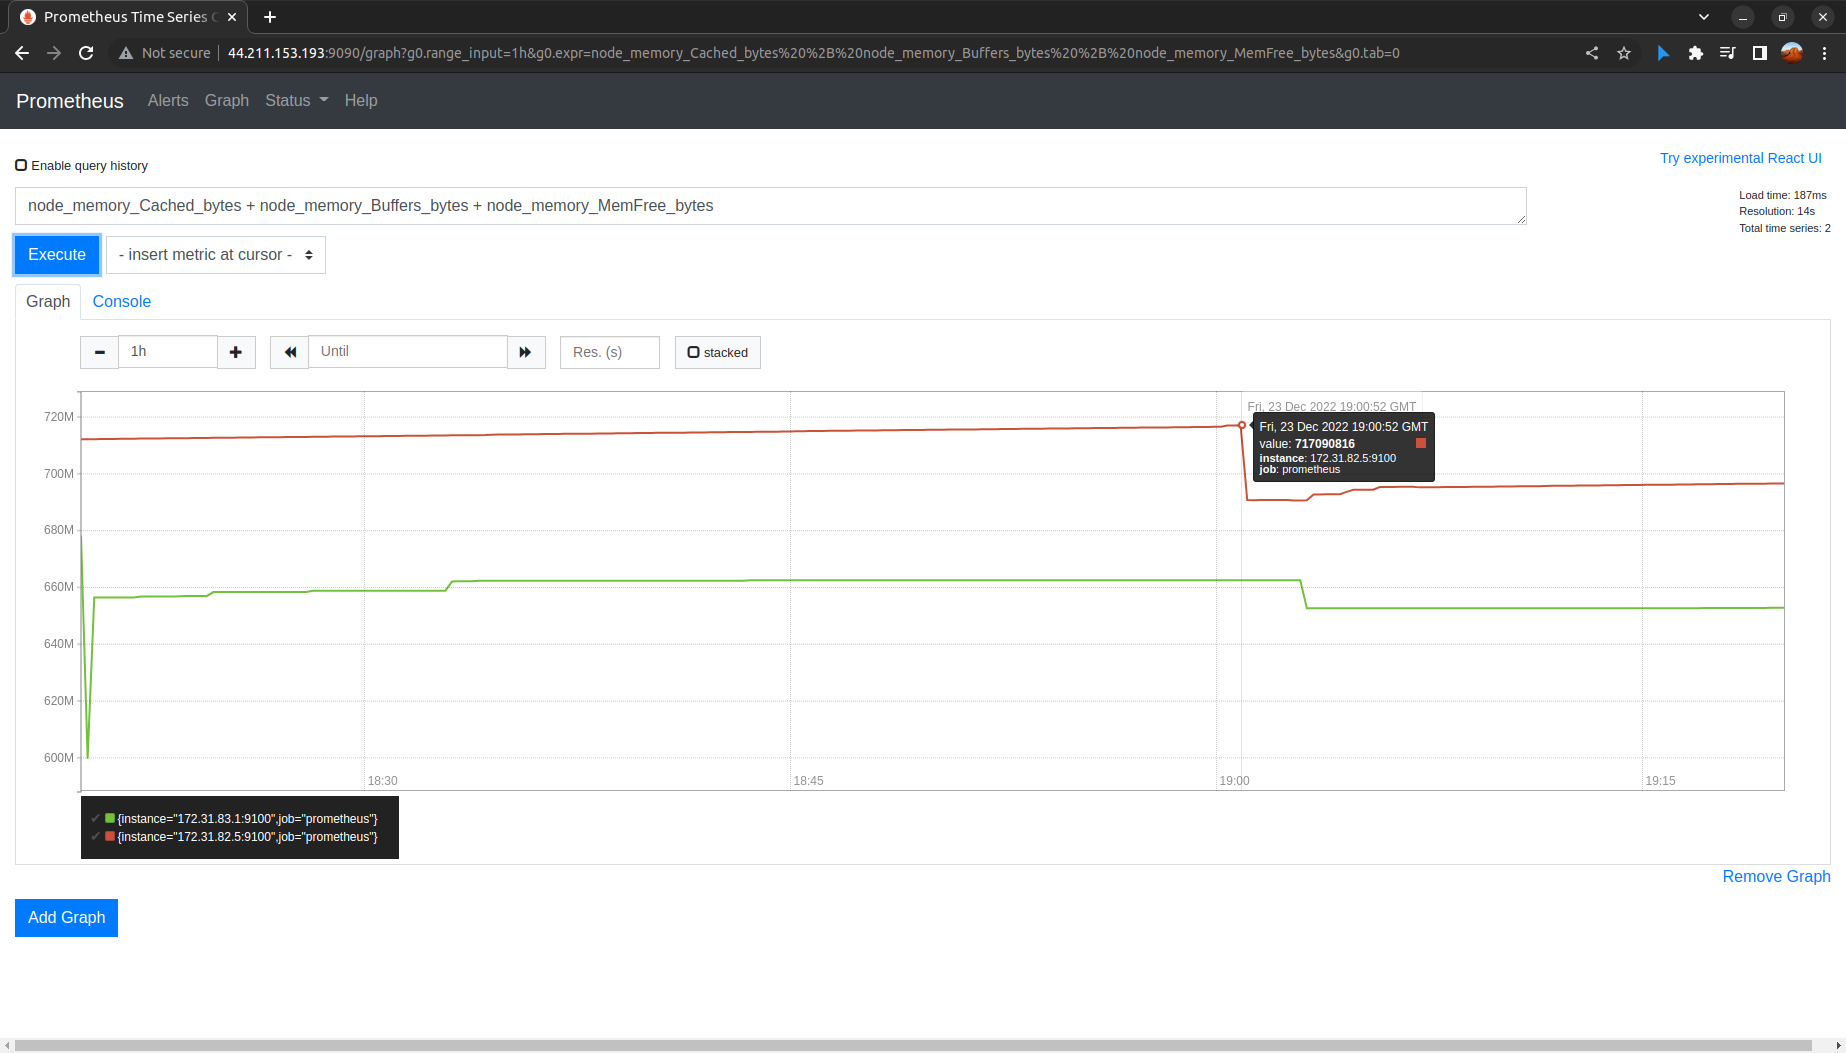 Prometheus Time Series C
Not secure
44.211.153.193:9090/graph?g0.range_input=1h&g0.expr=node_memory_Cached_bytes%20%2B%20node_memory_Buffers_bytes%20%2B%20node_memory_MemFree_bytes&g0.tab=0
Prometheus Alerts Graph Status Help
Enable query history
Try experimental React UI
node_memory_Cached_bytes + node_memory_Buffers_bytes + node_memory_MemFree_bytes
Load time: 187ms
Resolution: 14s
Total time series: 2
Execute - insert metric at cursor -
Graph Console
1h Until Res. (s) stacked
Fri, 23 Dec 2022 19:00:52 GMT
Fri, 23 Dec 2022 19:00:52 GMT
value: 717090816
instance: 172.31.82.5:9100
job: prometheus
720M
700M
680M
660M
640M
620M
600M
18:30 18:45 19:00 19:15
{instance="172.31.83.1:9100",job="prometheus"}
{instance="172.31.82.5:9100",job="prometheus"}
Remove Graph
Add Graph